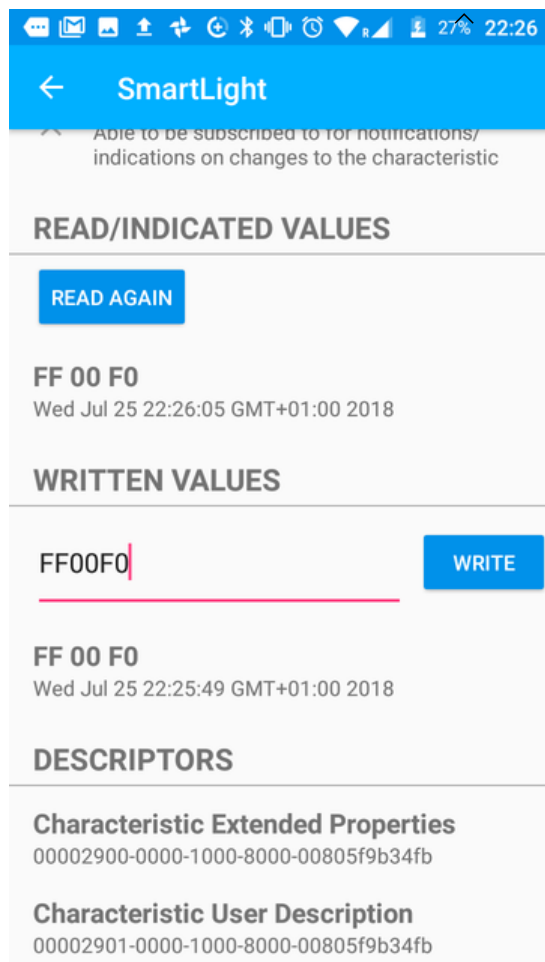 27% 22:26
SmartLight
Able to be subscribed to for notifications/
indications on changes to the characteristic
READ/INDICATED VALUES
READ AGAIN
FF 00 F0
Wed Jul 25 22:26:05 GMT+01:00 2018
WRITTEN VALUES
FF00F0
WRITE
FF 00 F0
Wed Jul 25 22:25:49 GMT+01:00 2018
DESCRIPTORS
Characteristic Extended Properties
00002900-0000-1000-8000-00805f9b34fb
Characteristic User Description
00002901-0000-1000-8000-00805f9b34fb